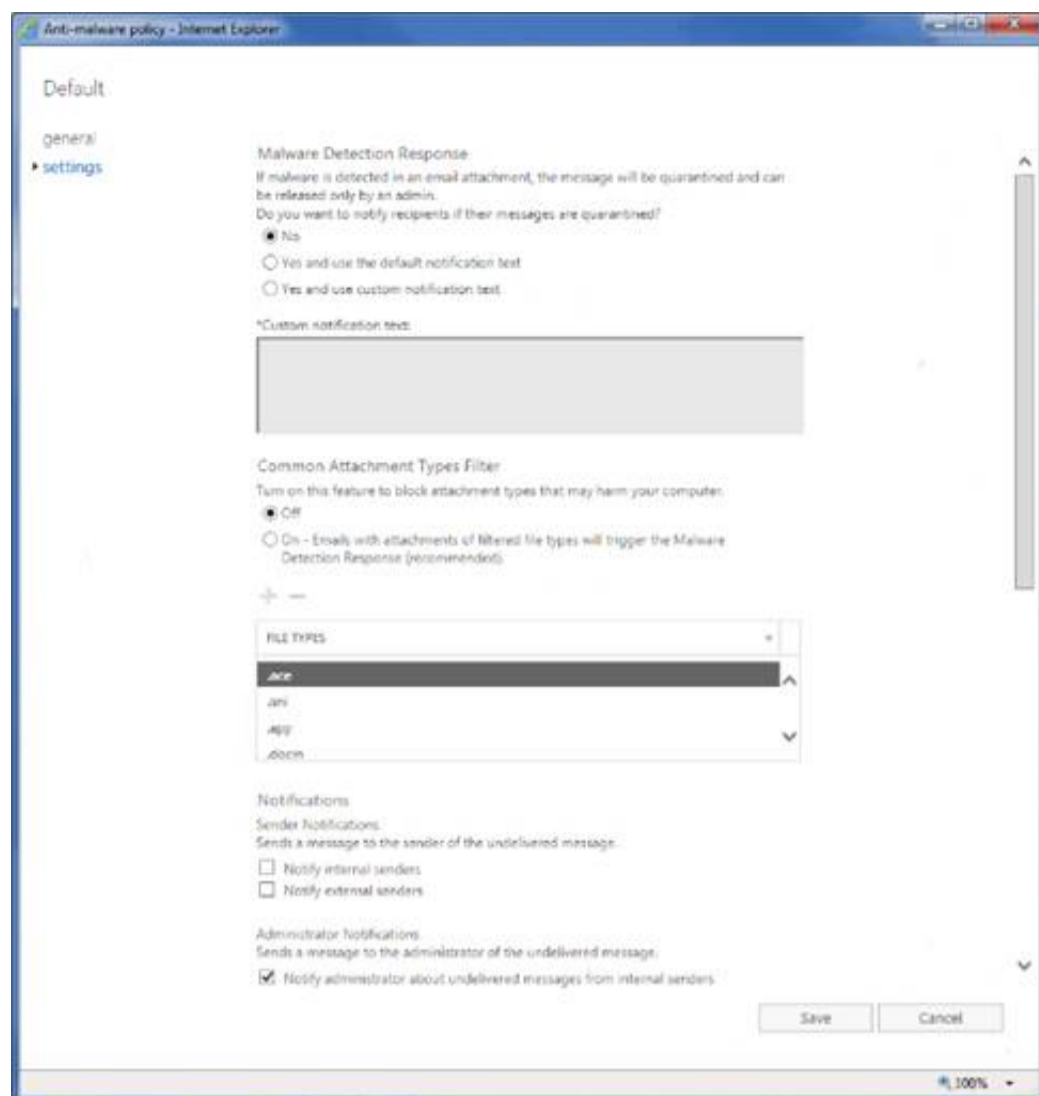 Anti-malware policy - Internet Explorer
Default
general
settings
Malware Detection Response
If malware is detected in an email attachment, the message will be quarantined and can
be released only by an admin.
Do you want to notify recipients if their messages are quarantined?
No
Yes and use the default notification text
Yes and use custom notification text
*Custom notification text:
Common Attachment Types Filter
Turn on this feature to block attachment types that may harm your computer.
Off
On - Emails with attachments of filtered file types will trigger the Malware
Detection Response (recommended).
FILE TYPES
.ace
.ani
.app
.docm
Notifications
Sender Notifications
Sends a message to the sender of the undelivered message.
Notify internal senders
Notify external senders
Administrator Notifications
Sends a message to the administrator of the undelivered message.
Notify administrator about undelivered messages from internal senders
Save
Cancel
100%